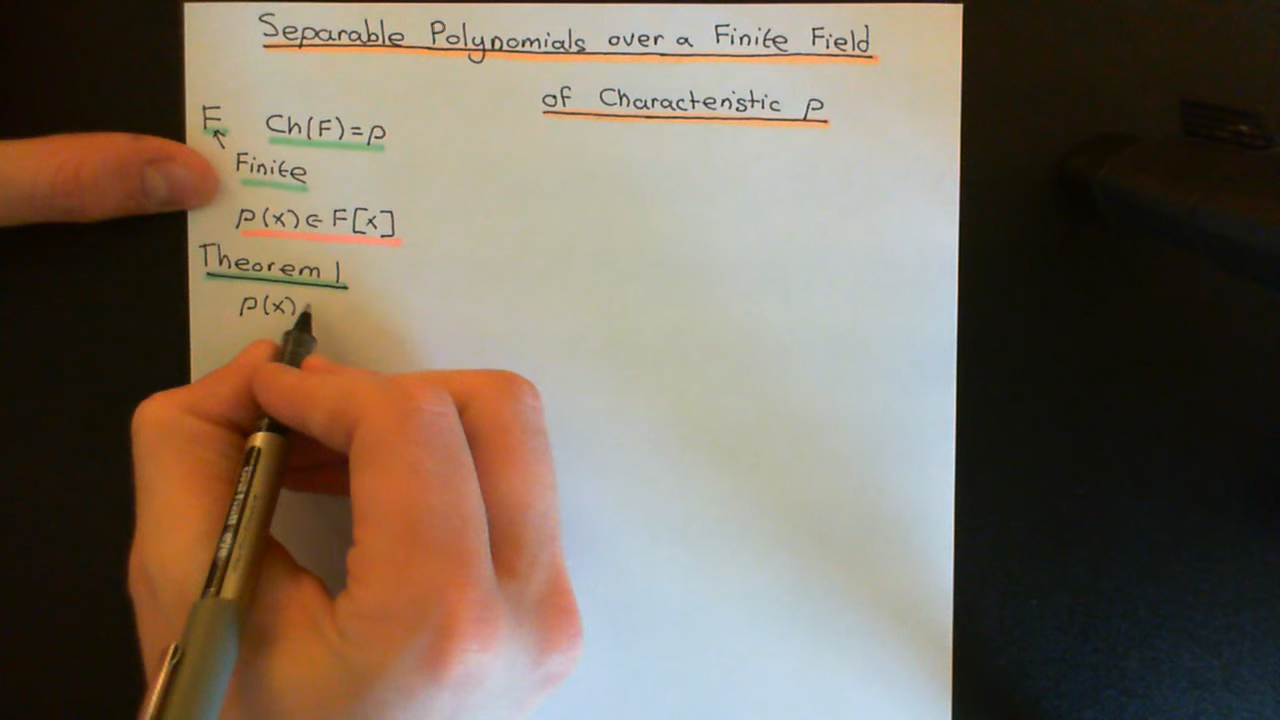 Separable Polynomials over a Finite Field
of Characteristic p
F Ch(F)=p
Finite
p(x)∈F[x]
Theorem 1
p(x)